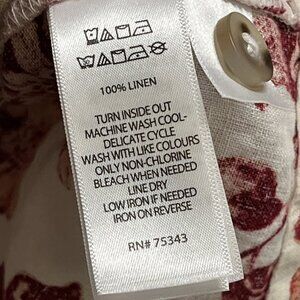 100% LINEN
TURN INSIDE OUT
MACHINE WASH COOL-
DELICATE CYCLE
WASH WITH LIKE COLOURS
ONLY NON-CHLORINE
BLEACH WHEN NEEDED
LINE DRY
LOW IRON IF NEEDED
IRON ON REVERSE
RN# 75343